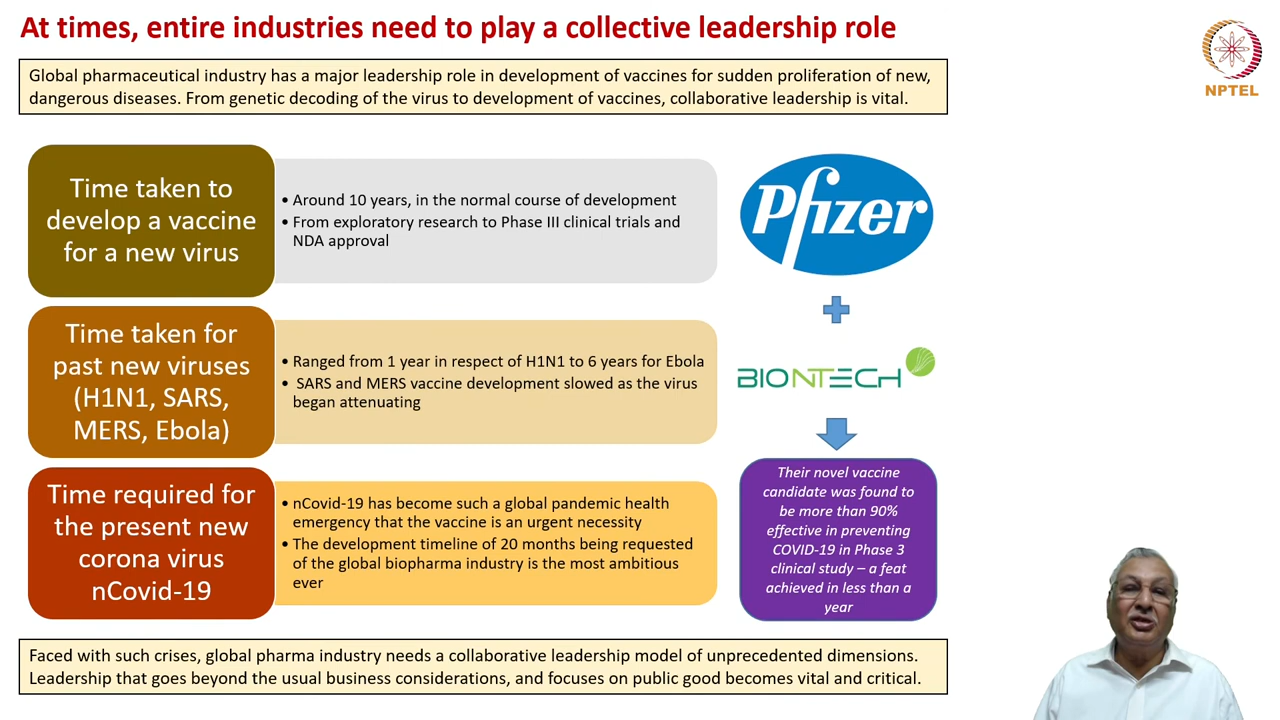 At times, entire industries need to play a collective leadership role
NPTEL
Global pharmaceutical industry has a major leadership role in development of vaccines for sudden proliferation of new,
dangerous diseases. From genetic decoding of the virus to development of vaccines, collaborative leadership is vital.
Time taken to
develop a vaccine
for a new virus
• Around 10 years, in the normal course of development
• From exploratory research to Phase III clinical trials and
NDA approval
Pfizer
Time taken for
past new viruses
(H1N1, SARS,
MERS, Ebola)
• Ranged from 1 year in respect of H1N1 to 6 years for Ebola
• SARS and MERS vaccine development slowed as the virus
began attenuating
BIONTECH
Time required for
the present new
corona virus
nCovid-19
• nCovid-19 has become such a global pandemic health
emergency that the vaccine is an urgent necessity
• The development timeline of 20 months being requested
of the global biopharma industry is the most ambitious
ever
Their novel vaccine
candidate was found to
be more than 90%
effective in preventing
COVID-19 in Phase 3
clinical study – a feat
achieved in less than a
year
Faced with such crises, global pharma industry needs a collaborative leadership model of unprecedented dimensions.
Leadership that goes beyond the usual business considerations, and focuses on public good becomes vital and critical.